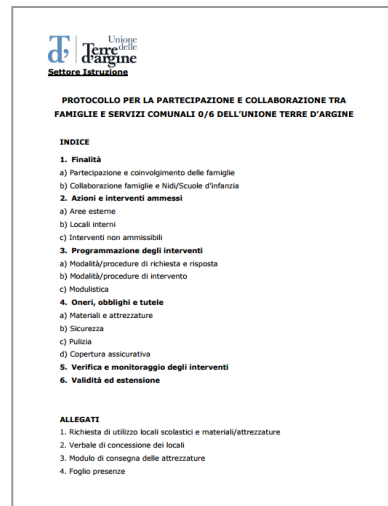 Unione
delle
Terre
d'argine
Settore Istruzione
PROTOCOLLO PER LA PARTECIPAZIONE E COLLABORAZIONE TRA
FAMIGLIE E SERVIZI COMUNALI 0/6 DELL'UNIONE TERRE D'ARGINE
INDICE
1. Finalità
a) Partecipazione e coinvolgimento delle famiglie
b) Collaborazione famiglie e Nidi/Scuole d'infanzia
2. Azioni e interventi ammessi
a) Aree esterne
b) Locali interni
c) Interventi non ammissibili
3. Programmazione degli interventi
a) Modalità/procedure di richiesta e risposta
b) Modalità/procedure di intervento
c) Modulistica
4. Oneri, obblighi e tutele
a) Materiali e attrezzature
b) Sicurezza
c) Pulizia
d) Copertura assicurativa
5. Verifica e monitoraggio degli interventi
6. Validità ed estensione
ALLEGATI
1. Richiesta di utilizzo locali scolastici e materiali/attrezzature
2. Verbale di concessione dei locali
3. Modulo di consegna delle attrezzature
4. Foglio presenze